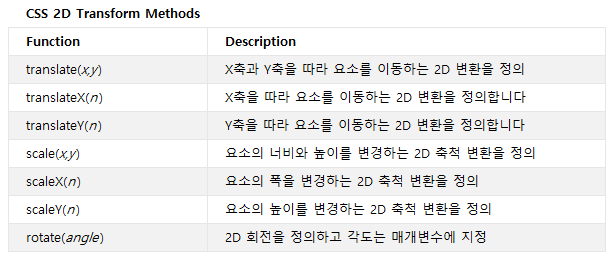 CSS 2D Transform Methods
Function Description
translate(x,y) X축과 Y축을 따라 요소를 이동하는 2D 변환을 정의
translateX(n) X축을 따라 요소를 이동하는 2D 변환을 정의합니다
translateY(n) Y축을 따라 요소를 이동하는 2D 변환을 정의합니다
scale(x,y) 요소의 너비와 높이를 변경하는 2D 축척 변환을 정의
scaleX(n) 요소의 폭을 변경하는 2D 축척 변환을 정의
scaleY(n) 요소의 높이를 변경하는 2D 축척 변환을 정의
rotate(angle) 2D 회전을 정의하고 각도는 매개변수에 지정